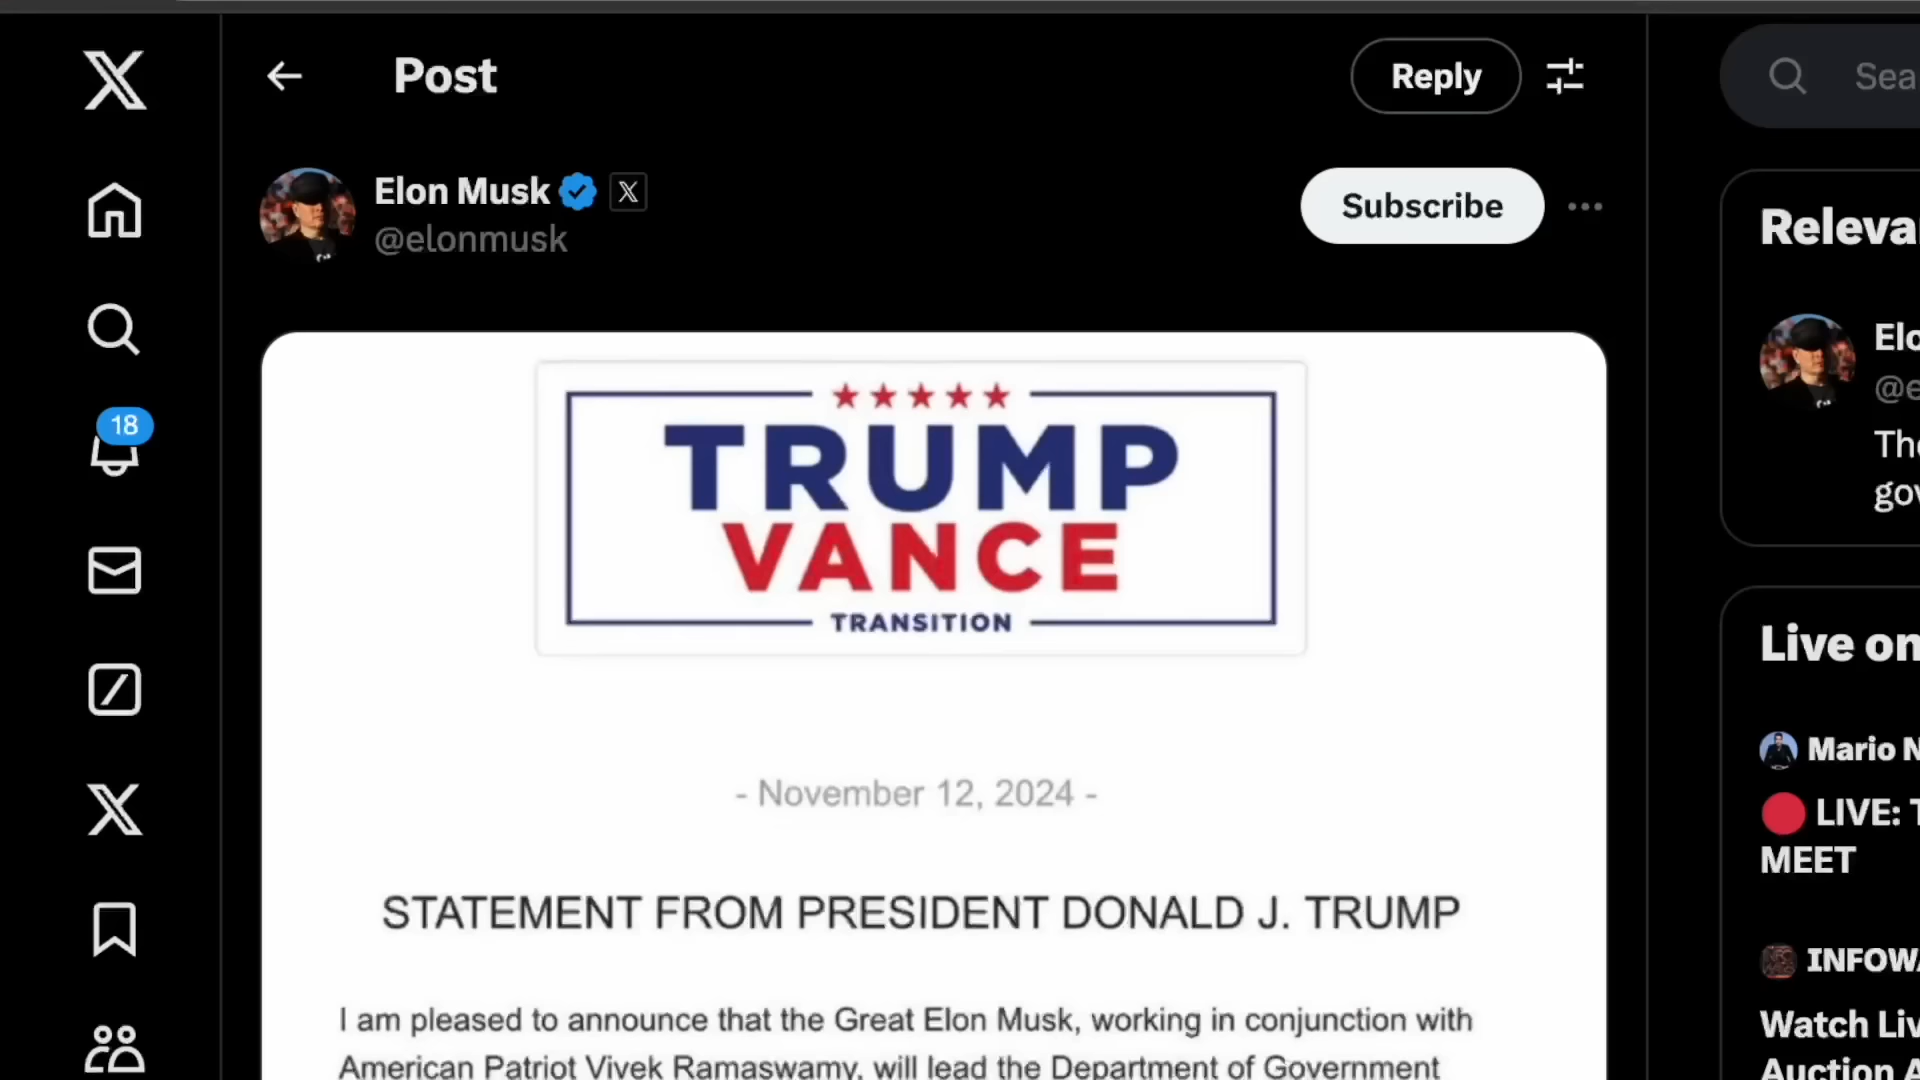 Post
Reply
Elon Musk
@elonmusk
Subscribe
TRUMP
VANCE
TRANSITION
- November 12, 2024 -
STATEMENT FROM PRESIDENT DONALD J. TRUMP
I am pleased to announce that the Great Elon Musk, working in conjunction with
American Patriot Vivek Ramaswamy, will lead the Department of Government
18
Sea
Releva
Elo
@e
The
gov
Live on
Mario N
LIVE: T
MEET
INFOWA
Watch Liv
Auction A